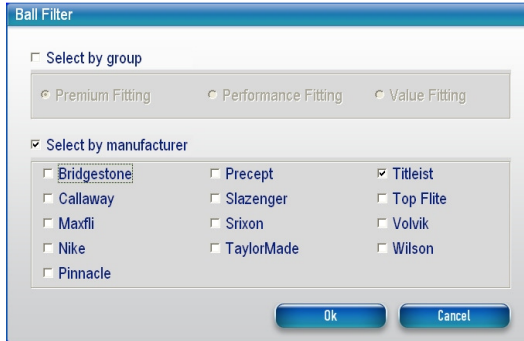 Ball Filter
Select by group
Premium Fitting Performance Fitting Value Fitting
Select by manufacturer
Bridgestone Precept Titleist
Callaway Slazenger Top Flite
Maxfli Srixon Volvik
Nike TaylorMade Wilson
Pinnacle
Ok Cancel